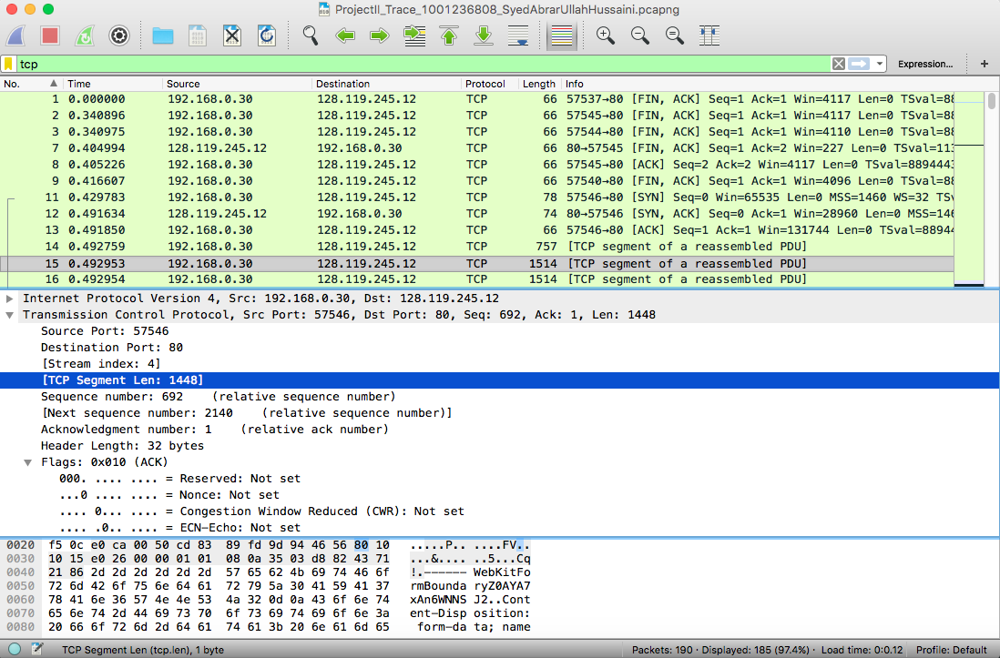 ProjectII_Trace_1001236808_SyedAbrarUllahHussaini.pcapng
tcp Expression... +
No. Time Source Destination Protocol Length Info
1 0.000000 192.168.0.30 128.119.245.12 TCP 66 57537→80 [FIN, ACK] Seq=1 Ack=1 Win=4117 Len=0 TSval=88
2 0.340896 192.168.0.30 128.119.245.12 TCP 66 57545→80 [FIN, ACK] Seq=1 Ack=1 Win=4117 Len=0 TSval=88
3 0.340975 192.168.0.30 128.119.245.12 TCP 66 57544→80 [FIN, ACK] Seq=1 Ack=1 Win=4110 Len=0 TSval=88
7 0.404994 128.119.245.12 192.168.0.30 TCP 66 80→57545 [FIN, ACK] Seq=1 Ack=2 Win=227 Len=0 TSval=113
8 0.405226 192.168.0.30 128.119.245.12 TCP 66 57545→80 [ACK] Seq=2 Ack=2 Win=4117 Len=0 TSval=8894443
9 0.416607 192.168.0.30 128.119.245.12 TCP 66 57540→80 [FIN, ACK] Seq=1 Ack=1 Win=4096 Len=0 TSval=88
11 0.429783 192.168.0.30 128.119.245.12 TCP 78 57546→80 [SYN] Seq=0 Win=65535 Len=0 MSS=1460 WS=32 TSv
12 0.491634 128.119.245.12 192.168.0.30 TCP 74 80→57546 [SYN, ACK] Seq=0 Ack=1 Win=28960 Len=0 MSS=146
13 0.491850 192.168.0.30 128.119.245.12 TCP 66 57546→80 [ACK] Seq=1 Ack=1 Win=131744 Len=0 TSval=88944
14 0.492759 192.168.0.30 128.119.245.12 TCP 757 [TCP segment of a reassembled PDU]
15 0.492953 192.168.0.30 128.119.245.12 TCP 1514 [TCP segment of a reassembled PDU]
16 0.492954 192.168.0.30 128.119.245.12 TCP 1514 [TCP segment of a reassembled PDU]
Internet Protocol Version 4, Src: 192.168.0.30, Dst: 128.119.245.12
Transmission Control Protocol, Src Port: 57546, Dst Port: 80, Seq: 692, Ack: 1, Len: 1448
Source Port: 57546
Destination Port: 80
[Stream index: 4]
[TCP Segment Len: 1448]
Sequence number: 692 (relative sequence number)
[Next sequence number: 2140 (relative sequence number)]
Acknowledgment number: 1 (relative ack number)
Header Length: 32 bytes
Flags: 0x010 (ACK)
000. .... .... = Reserved: Not set
...0 .... .... = Nonce: Not set
.... 0... .... = Congestion Window Reduced (CWR): Not set
.... .0.. .... = ECN-Echo: Not set
0020 f5 0c e0 ca 00 50 cd 83 89 fd 9d 94 46 56 80 10 .....P.. ....FV..
0030 10 15 e0 26 00 00 01 01 08 0a 35 03 d8 82 43 71 ...&.... ..5...Cq
0040 21 86 2d 2d 2d 2d 2d 2d 57 65 62 4b 69 74 46 6f !.------ WebKitFo
0050 72 6d 42 6f 75 6e 64 61 72 79 5a 30 41 59 41 37 rmBounda ryZ0AYA7
0060 78 41 6e 36 57 4e 4e 53 4a 32 0d 0a 43 6f 6e 74 xAn6WNNS J2..Cont
0070 65 6e 74 2d 44 69 73 70 6f 73 69 74 69 6f 6e 3a ent-Disp osition:
0080 20 66 6f 72 6d 2d 64 61 74 61 3b 20 6e 61 6d 65 form-da ta; name
TCP Segment Len (tcp.len), 1 byte Packets: 190 · Displayed: 185 (97.4%) · Load time: 0:0.12 Profile: Default